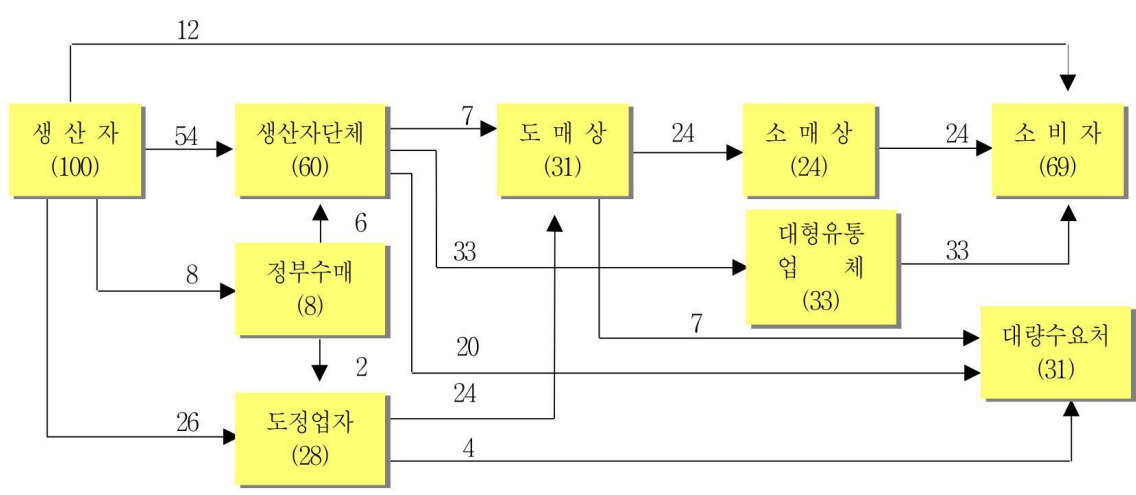 12
생 산 자
(100)
54
생산자단체
(60)
7
도 매 상
(31)
24
소 매 상
(24)
24
소 비 자
(69)
6
33
대형유통
업 체
(33)
33
8
정부수매
(8)
7
대량수요처
(31)
20
2
24
26
도정업자
(28)
4